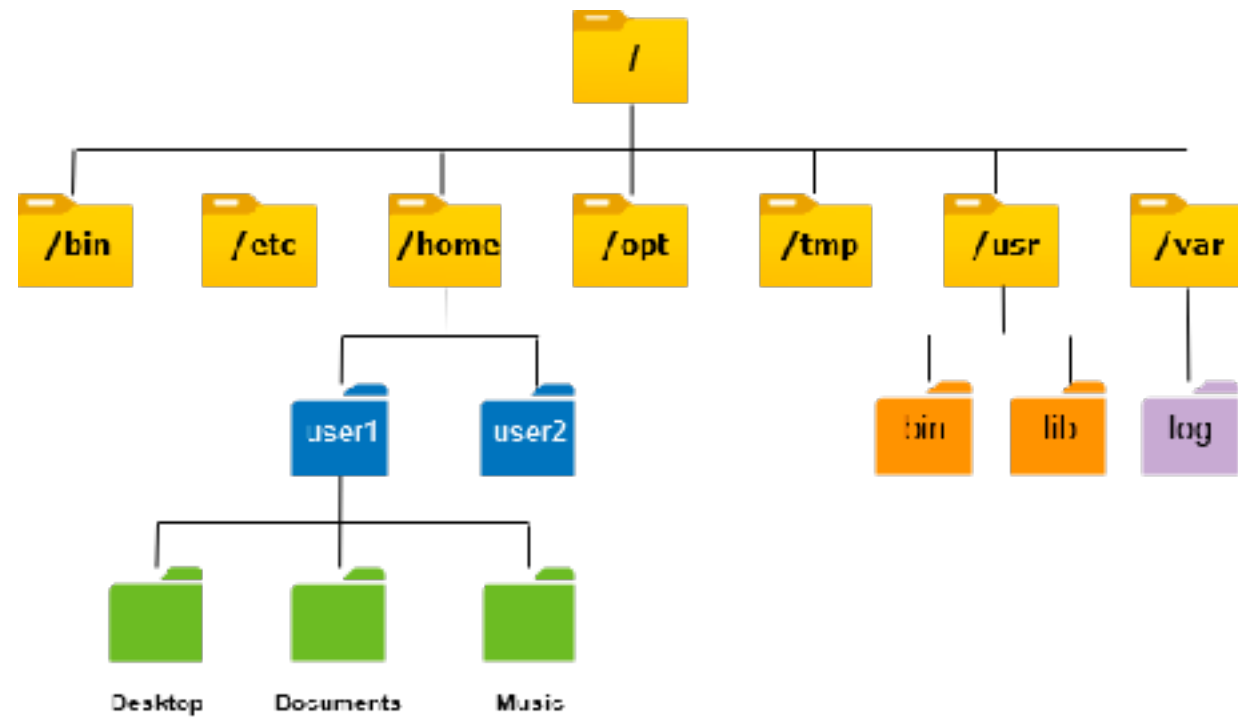 /
/bin
/etc
/home
/opt
/tmp
/usr
/var
user1
user2
bin
lib
log
Desktop
Documents
Music